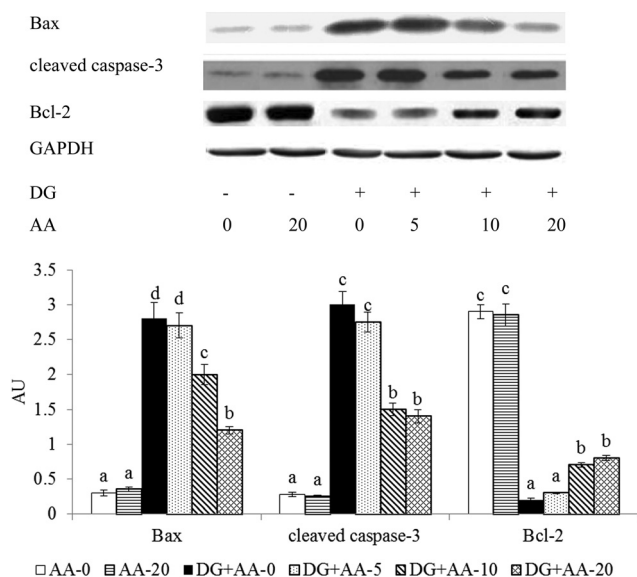 Bax
cleaved caspase-3
Bcl-2
GAPDH
DG - - + + + +
AA 0 20 0 5 10 20
3.5
3
2.5
2
1.5
1
0.5
0
AU
a a d d c b
a a c c b b
c c a a b b
Bax cleaved caspase-3 Bcl-2
AA-0 AA-20 DG+AA-0 DG+AA-5 DG+AA-10 DG+AA-20